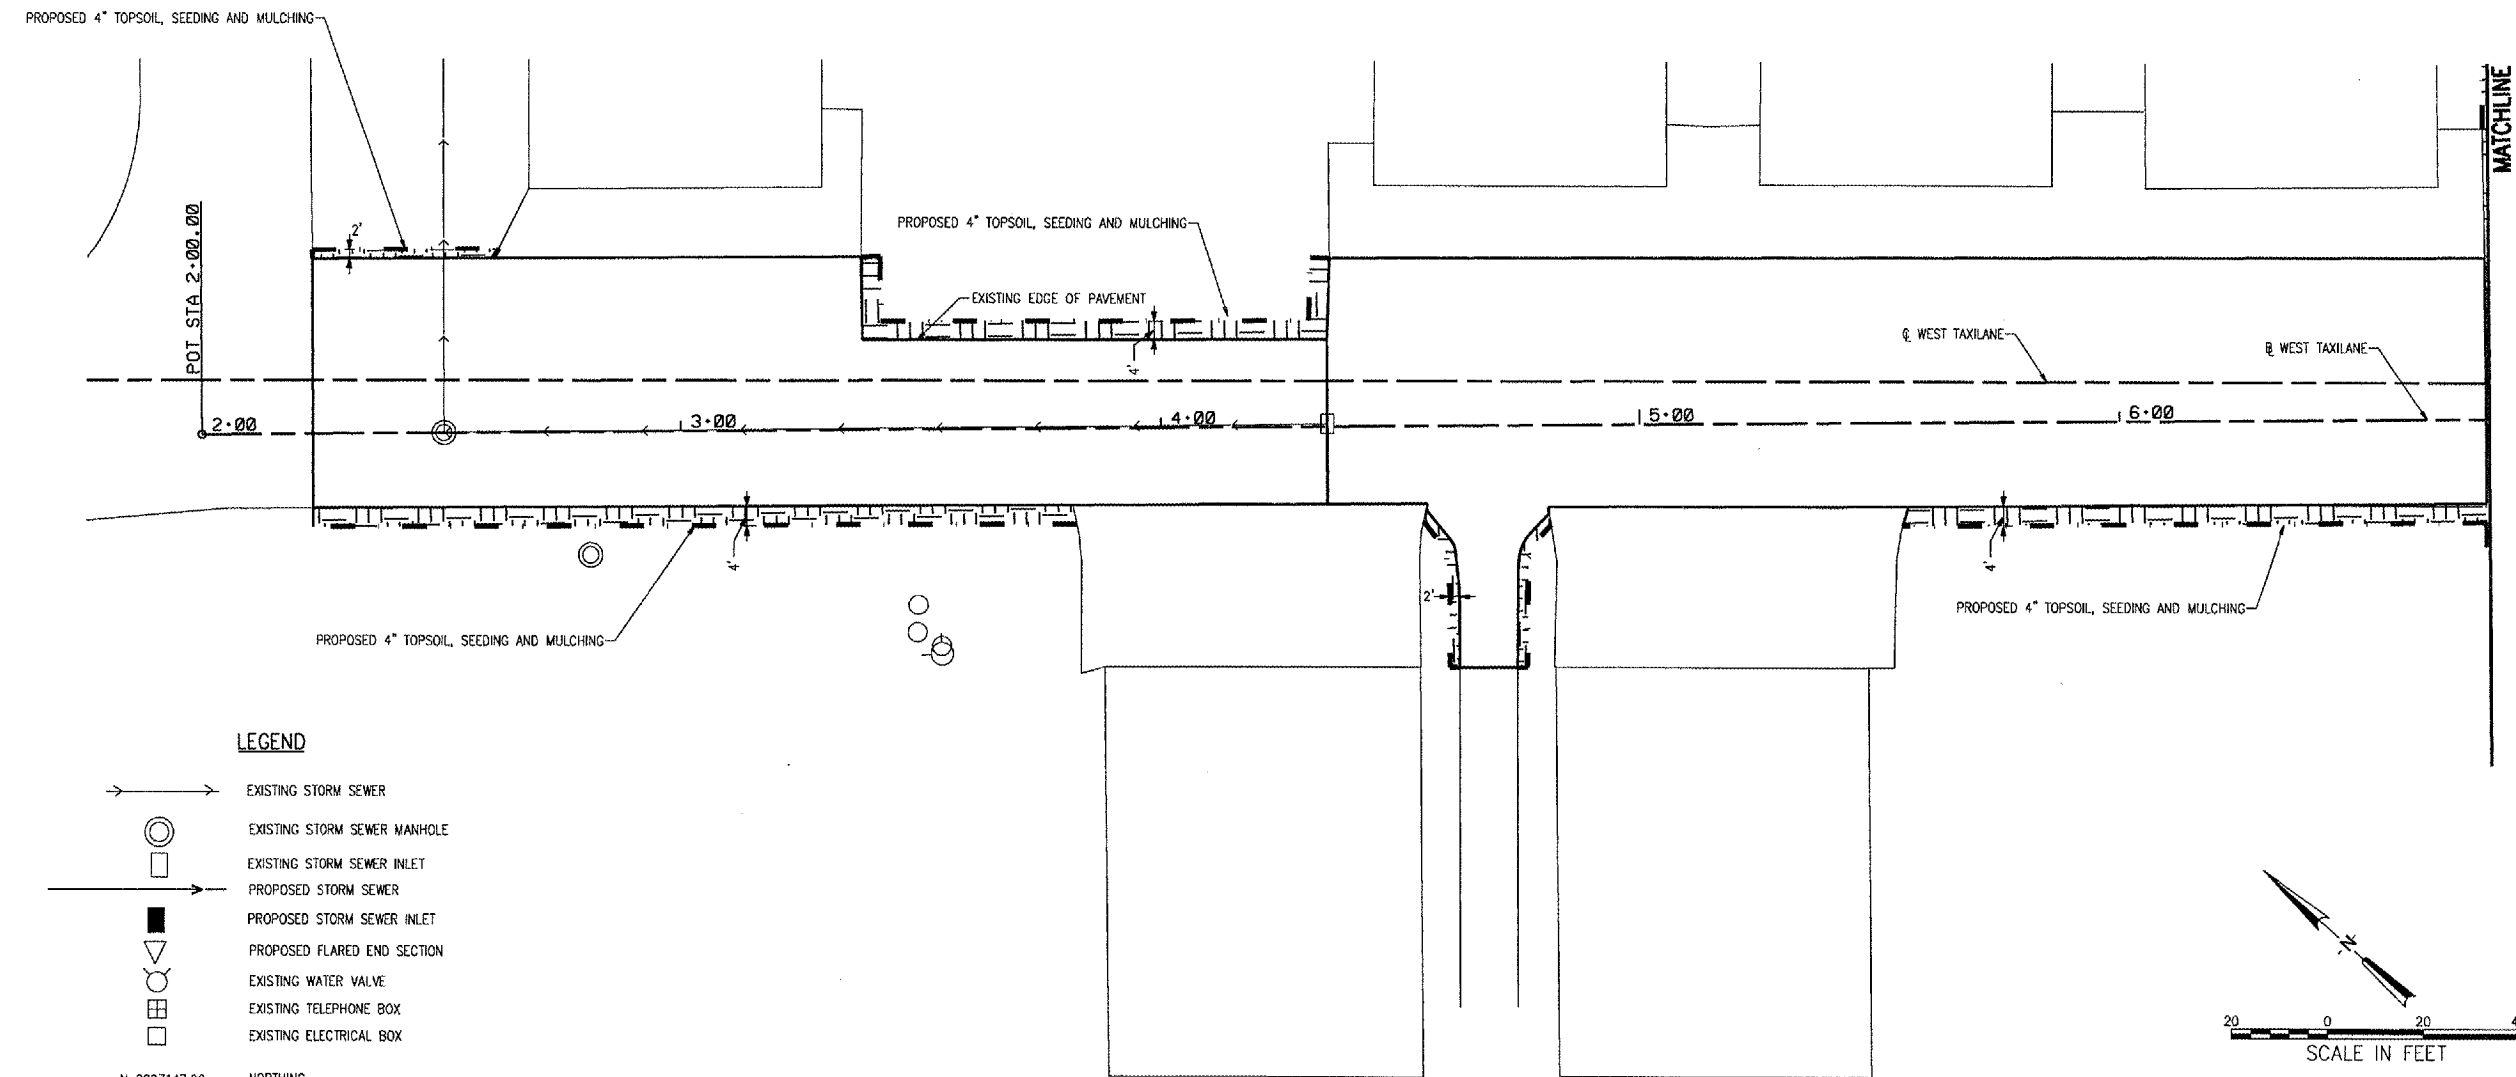 PROPOSED 4" TOPSOIL, SEEDING AND MULCHING
MATCHLINE
POT STA 2+00.00
2'
PROPOSED 4" TOPSOIL, SEEDING AND MULCHING
EXISTING EDGE OF PAVEMENT
4'
℄ WEST TAXILANE
WEST TAXILANE
2+00
3+00
4+00
5+00
6+00
4'
2'
4'
PROPOSED 4" TOPSOIL, SEEDING AND MULCHING
PROPOSED 4" TOPSOIL, SEEDING AND MULCHING
LEGEND
EXISTING STORM SEWER
EXISTING STORM SEWER MANHOLE
EXISTING STORM SEWER INLET
PROPOSED STORM SEWER
PROPOSED STORM SEWER INLET
PROPOSED FLARED END SECTION
EXISTING WATER VALVE
EXISTING TELEPHONE BOX
EXISTING ELECTRICAL BOX
NORTHING
N
20 0 20
SCALE IN FEET